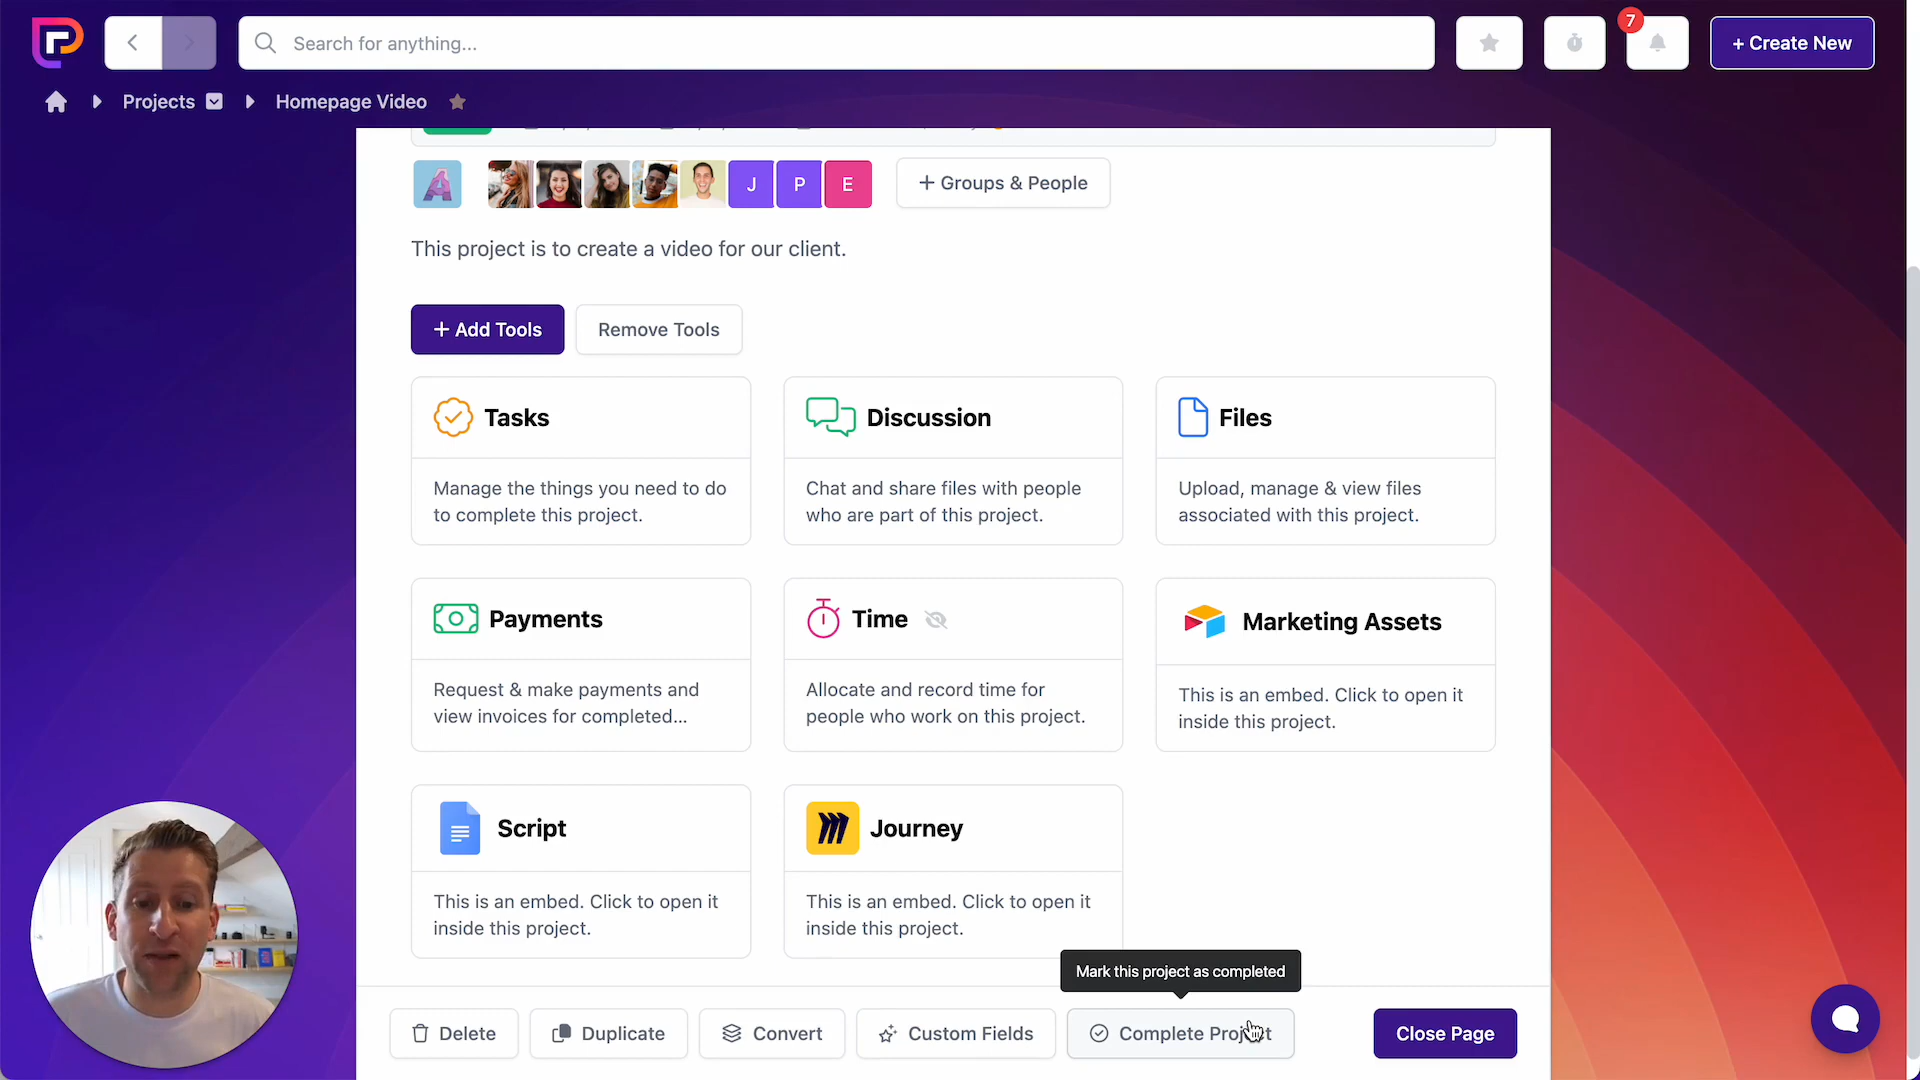 Search for anything...
7
+ Create New
Projects
Homepage Video
J
P
E
+ Groups & People
This project is to create a video for our client.
+ Add Tools
Remove Tools
Tasks
Manage the things you need to do
to complete this project.
Discussion
Chat and share files with people
who are part of this project.
Files
Upload, manage & view files
associated with this project.
Payments
Request & make payments and
view invoices for completed...
Time
Allocate and record time for
people who work on this project.
Marketing Assets
This is an embed. Click to open it
inside this project.
Script
This is an embed. Click to open it
inside this project.
Journey
This is an embed. Click to open it
inside this project.
Mark this project as completed
Delete
Duplicate
Convert
Custom Fields
Complete Project
Close Page